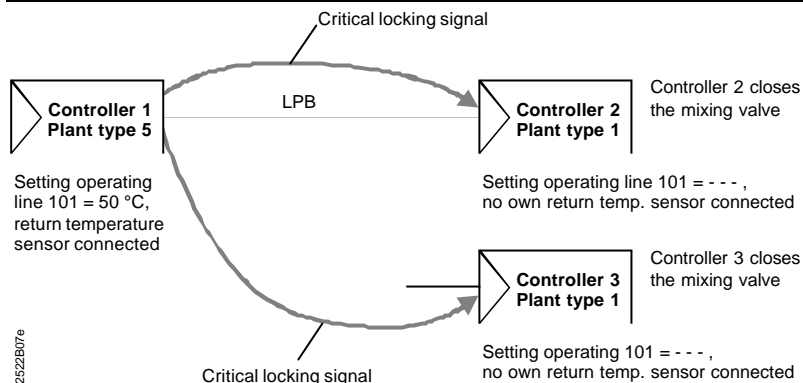 Critical locking signal
Controller 1
Plant type 5
LPB
Controller 2
Plant type 1
Controller 2 closes
the mixing valve
Setting operating
line 101 = 50 °C,
return temperature
sensor connected
Setting operating line 101 = - - - ,
no own return temp. sensor connected
Controller 3
Plant type 1
Controller 3 closes
the mixing valve
Setting operating 101 = - - - ,
no own return temp. sensor connected
Critical locking signal
2522B07e